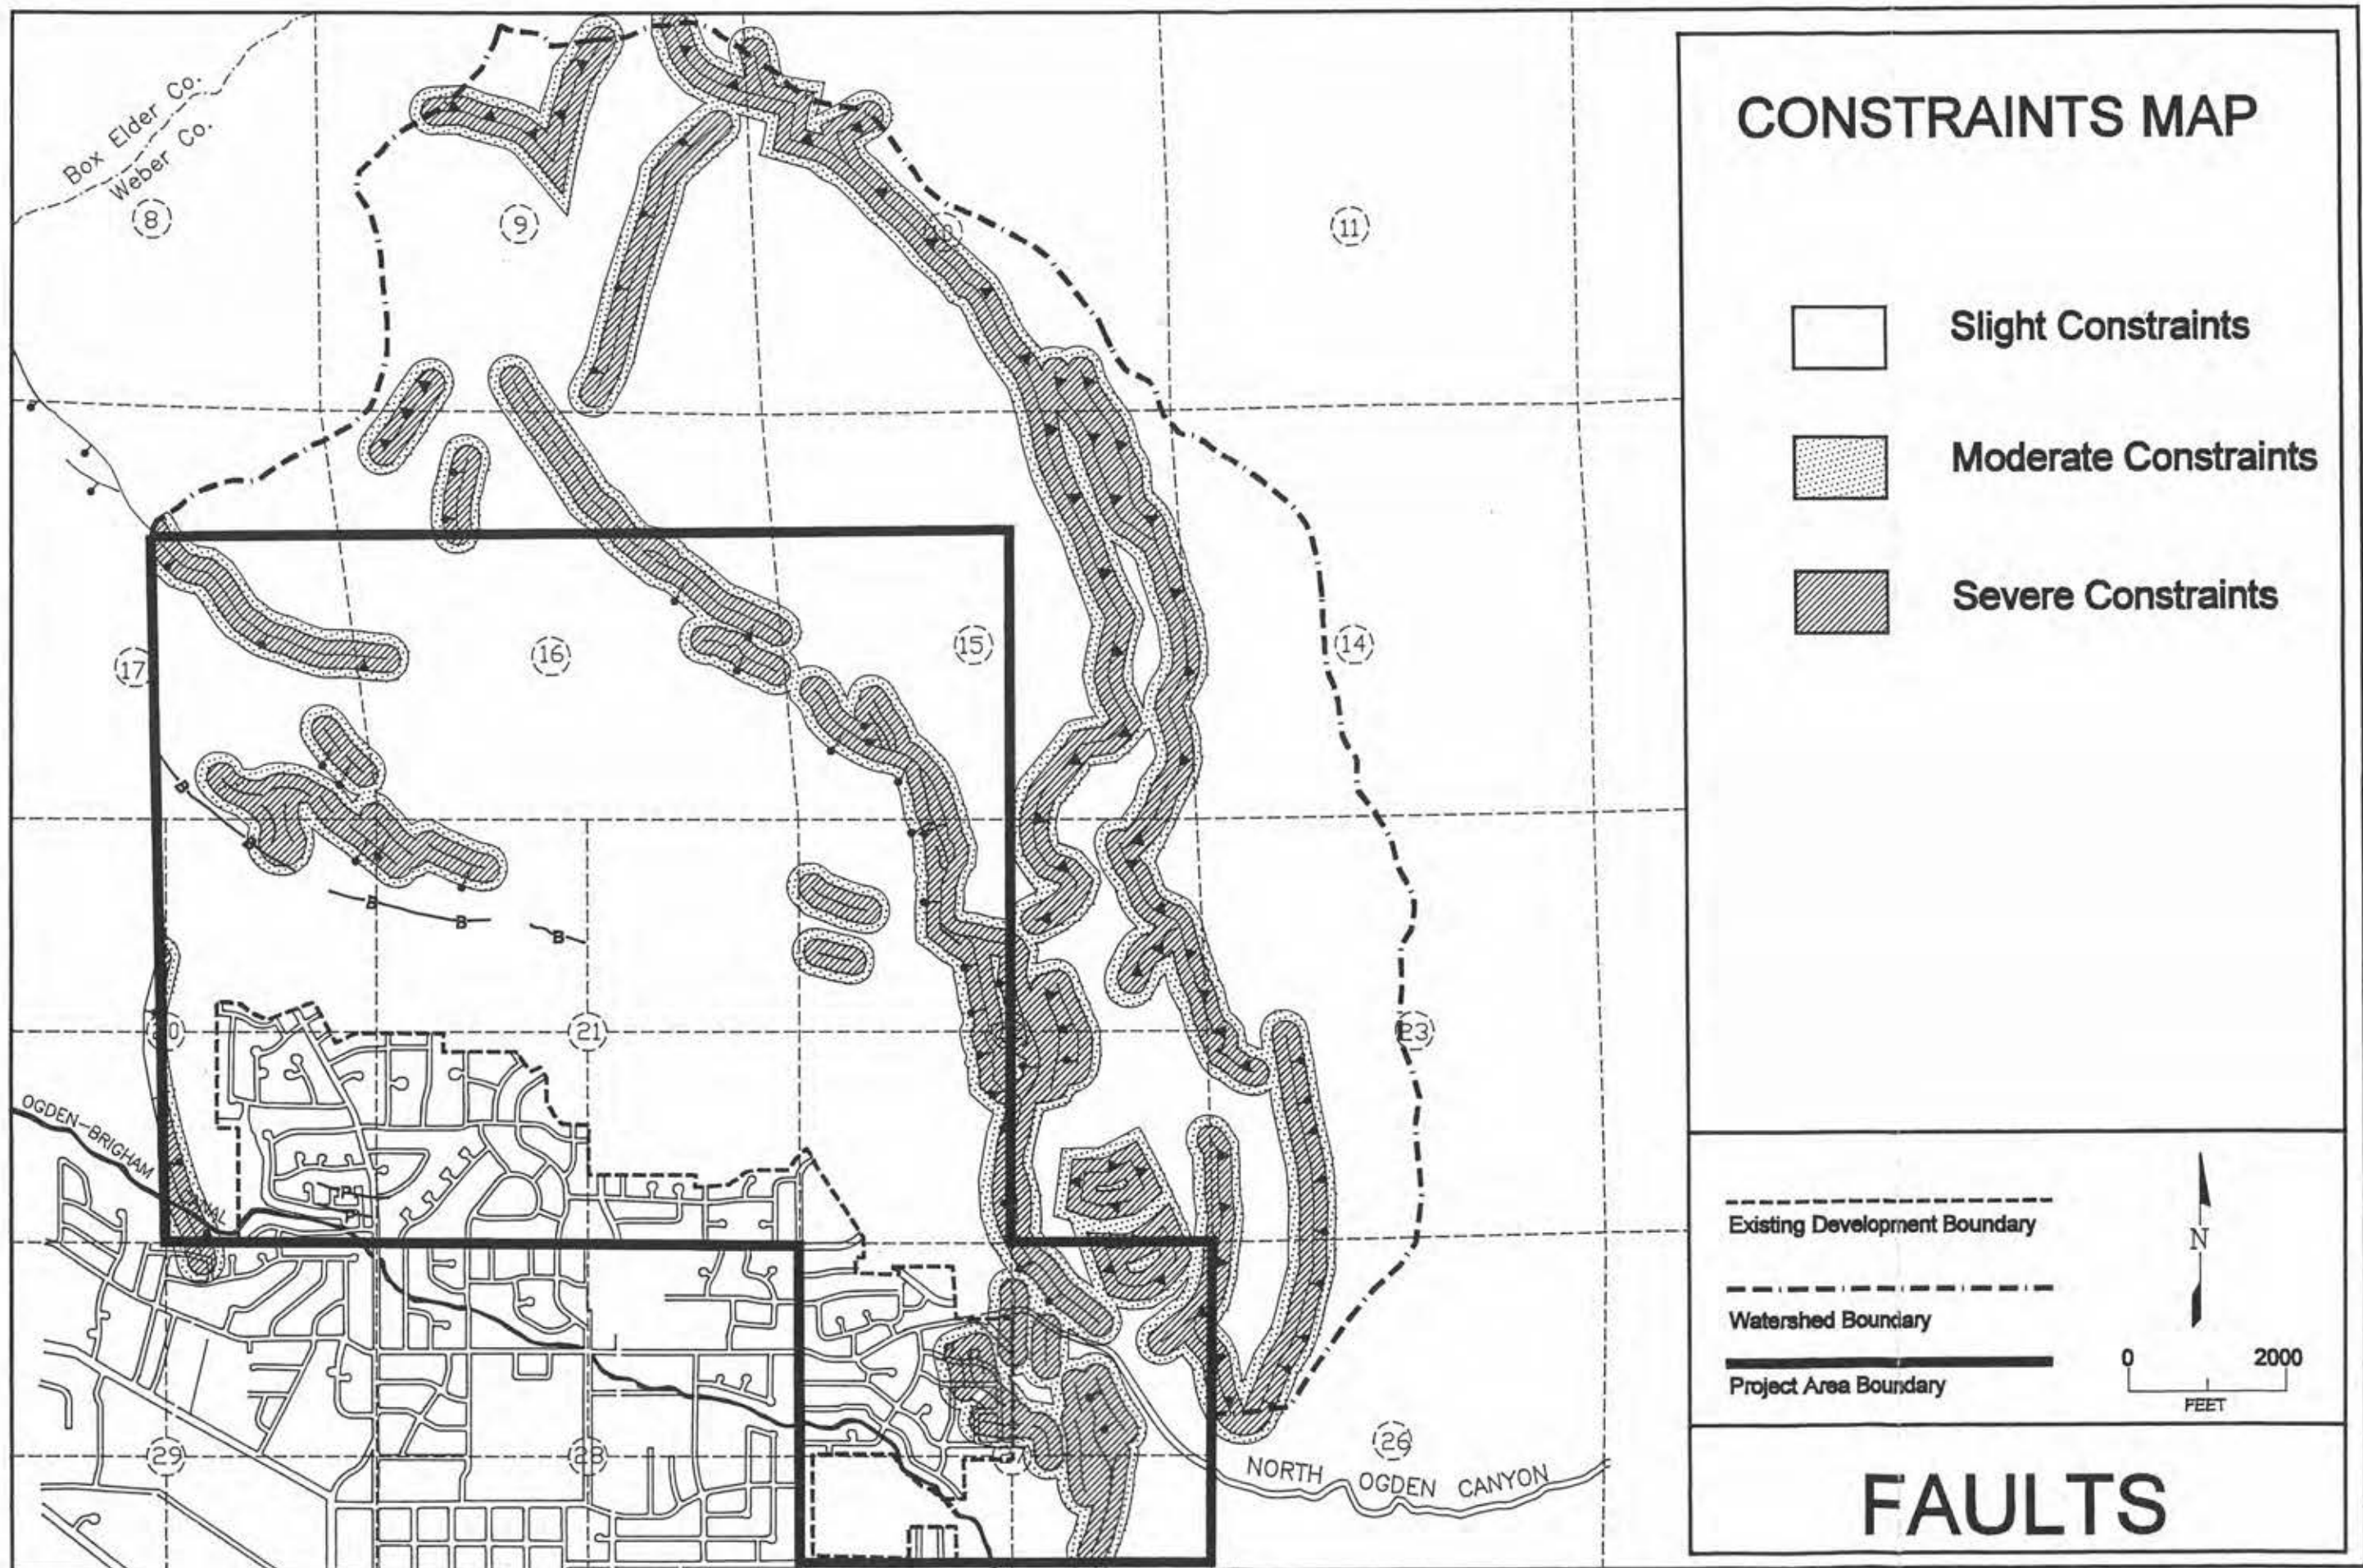 CONSTRAINTS MAP
Slight Constraints
Moderate Constraints
Severe Constraints
Existing Development Boundary
Watershed Boundary
Project Area Boundary
N
0 2000
FEET
FAULTS
Box Elder Co.
Weber Co.
8
9
11
17
16
15
14
B
B
B
B
B
20
21
23
OGDEN-BRIGHAM CANAL
P
P
29
28
26
NORTH OGDEN CANYON